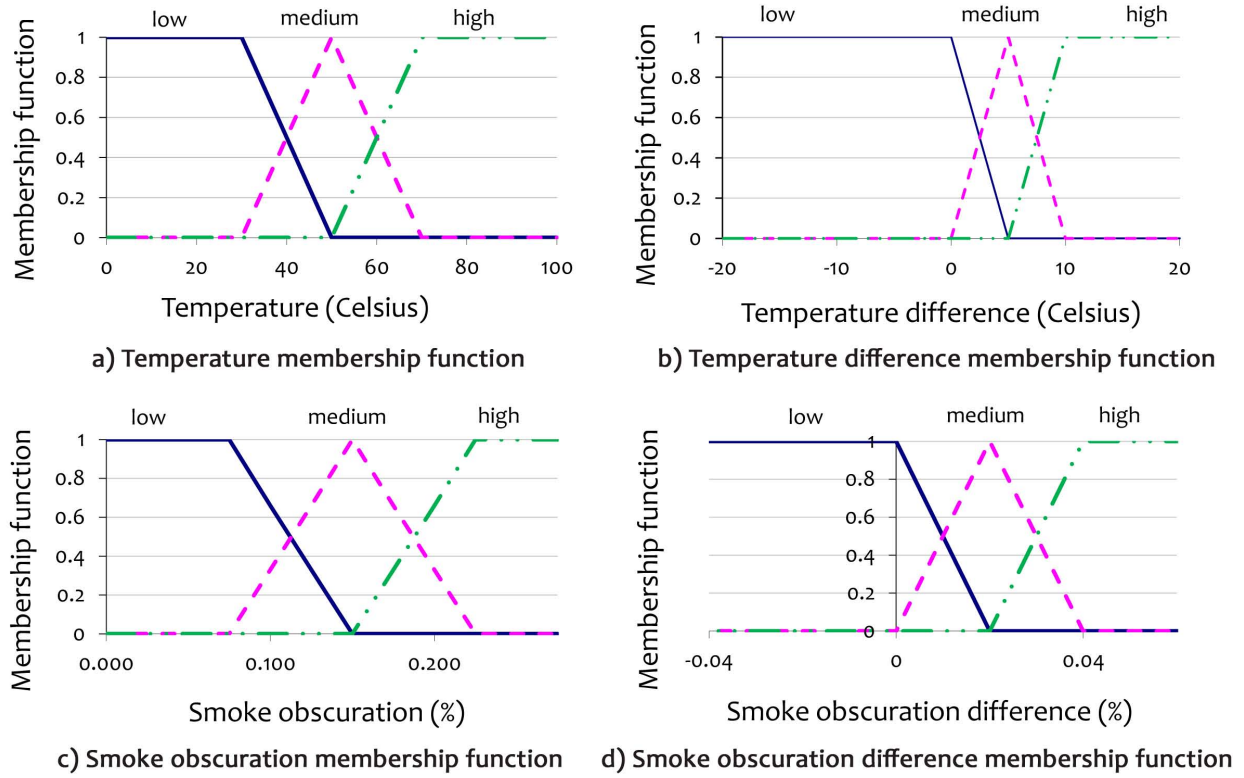 low medium high
Membership function
1
0.8
0.6
0.4
0.2
0
0 20 40 60 80 100
Temperature (Celsius)
a) Temperature membership function
low medium high
Membership function
1
0.8
0.6
0.4
0.2
0
-20 -10 0 10 20
Temperature difference (Celsius)
b) Temperature difference membership function
low medium high
Membership function
1
0.8
0.6
0.4
0.2
0
0.000 0.100 0.200
Smoke obscuration (%)
c) Smoke obscuration membership function
low medium high
Membership function
1
0.8
0.6
0.4
0.2
0
-0.04 0 0.04
Smoke obscuration difference (%)
d) Smoke obscuration difference membership function